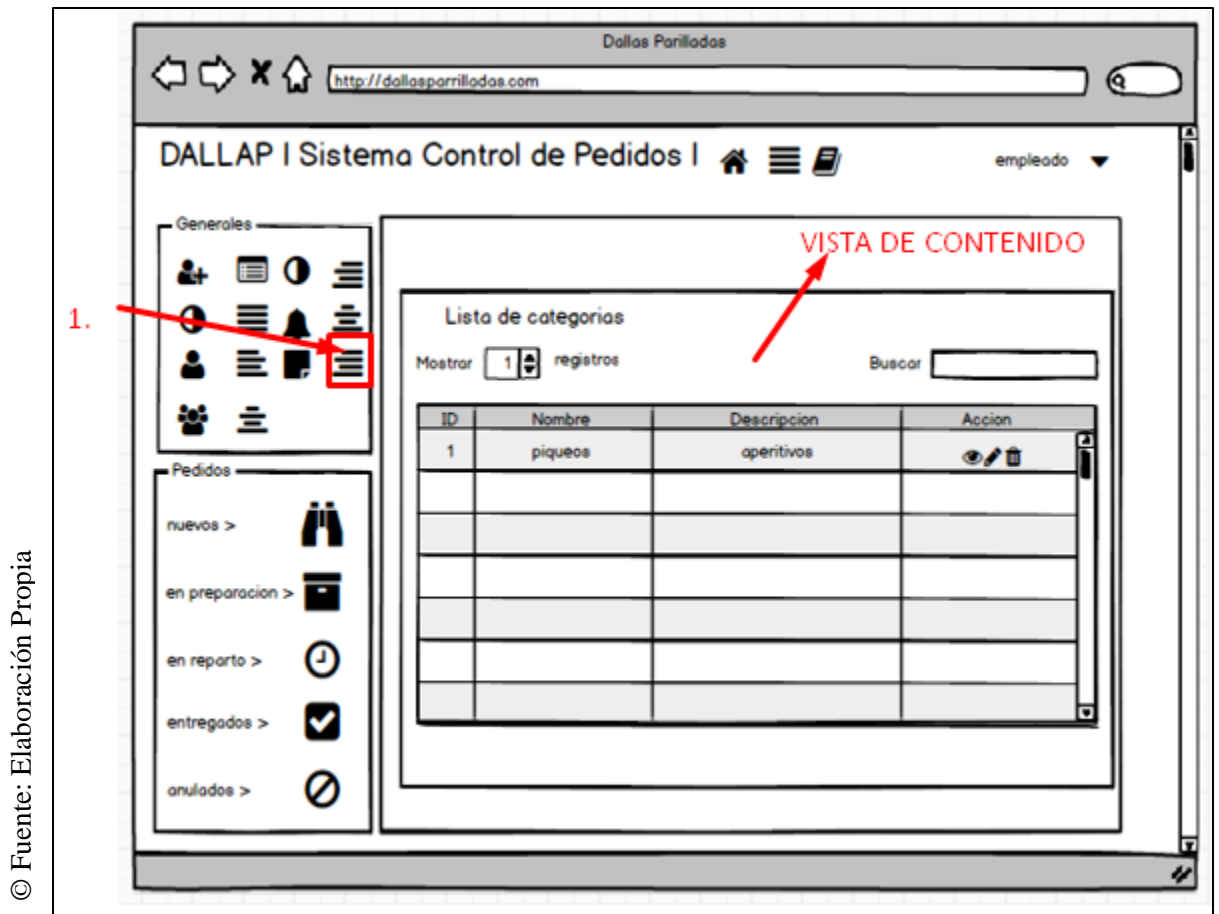 Dallas Parilladas
http://dallasparrilladas.com
DALLAP | Sistema Control de Pedidos |
empleado
Generales
1.
VISTA DE CONTENIDO
Lista de categorias
Mostrar 1 registros
Buscar
ID Nombre Descripcion Accion
1 piqueos aperitivos
Pedidos
nuevos >
en preparacion >
en reparto >
entregados >
anulados >
© Fuente: Elaboración Propia